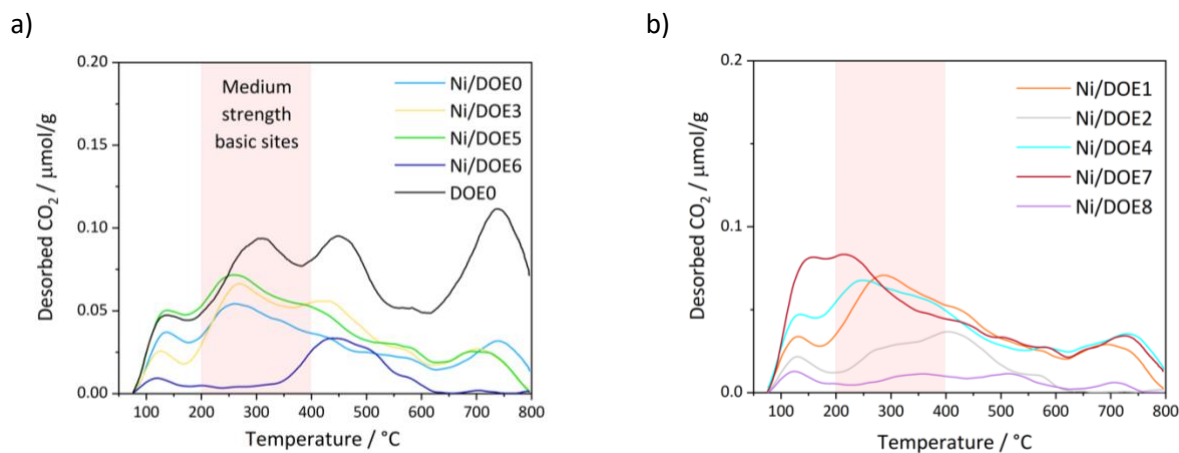 a)
b)
Desorbed CO₂ / μmol/g
0.20
0.15
0.10
0.05
0.00
Medium
strength
basic sites
Ni/DOE0
Ni/DOE3
Ni/DOE5
Ni/DOE6
DOE0
100 200 300 400 500 600 700 800
Temperature / °C
Desorbed CO₂ / μmol/g
0.2
0.1
0.0
Ni/DOE1
Ni/DOE2
Ni/DOE4
Ni/DOE7
Ni/DOE8
100 200 300 400 500 600 700 800
Temperature / °C